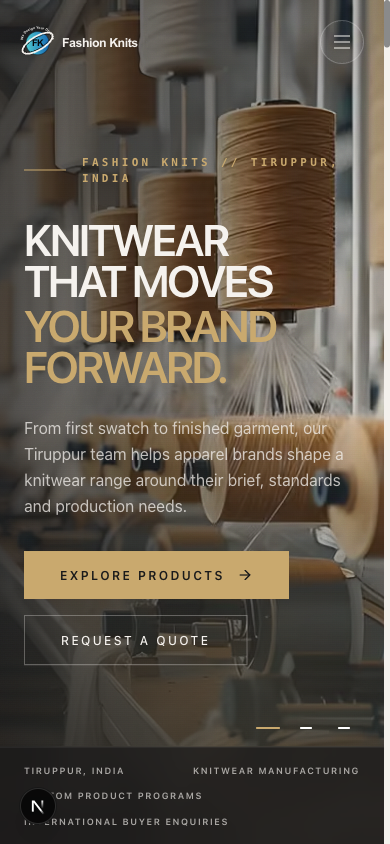 FK
Fashion Knits
FASHION KNITS // TIRUPPUR,
INDIA
KNITWEAR
THAT MOVES
YOUR BRAND
FORWARD.
From first swatch to finished garment, our
Tiruppur team helps apparel brands shape a
knitwear range around their brief, standards
and production needs.
EXPLORE PRODUCTS →
REQUEST A QUOTE
TIRUPPUR, INDIA
KNITWEAR MANUFACTURING
TOM PRODUCT PROGRAMS
N
ERNATIONAL BUYER ENQUIRIES